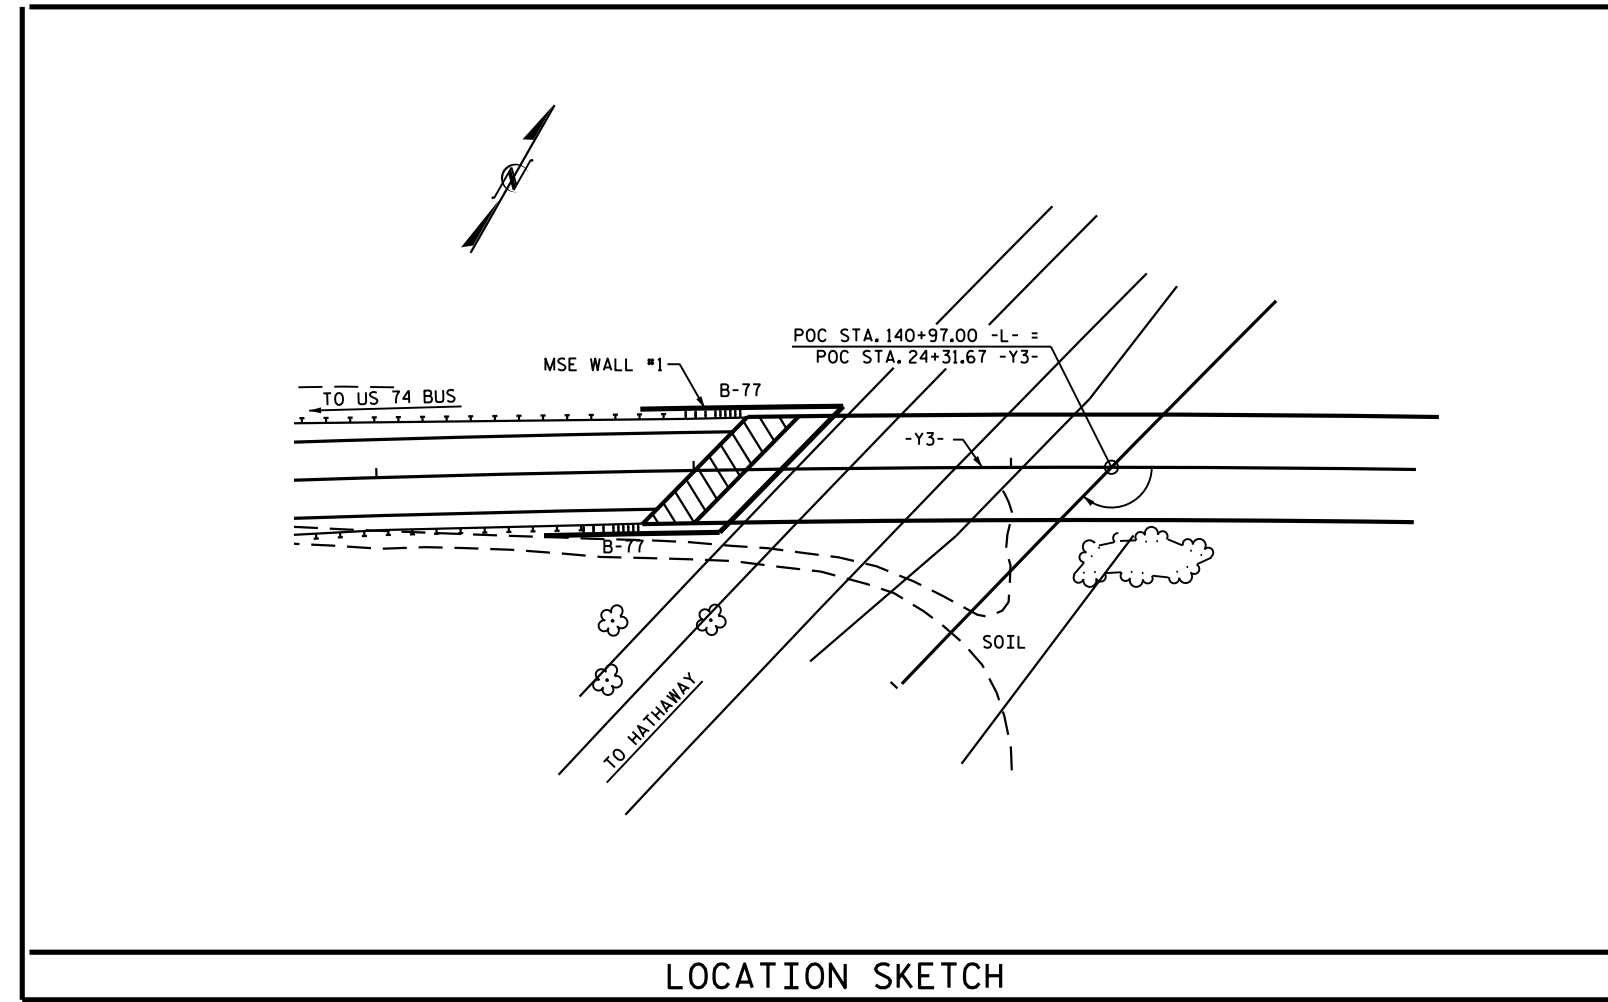 N
POC STA. 140+97.00 -L- =
POC STA. 24+31.67 -Y3-
MSE WALL #1
B-77
TO US 74 BUS
-Y3-
B-77
SOIL
TO HATHAWAY
LOCATION SKETCH